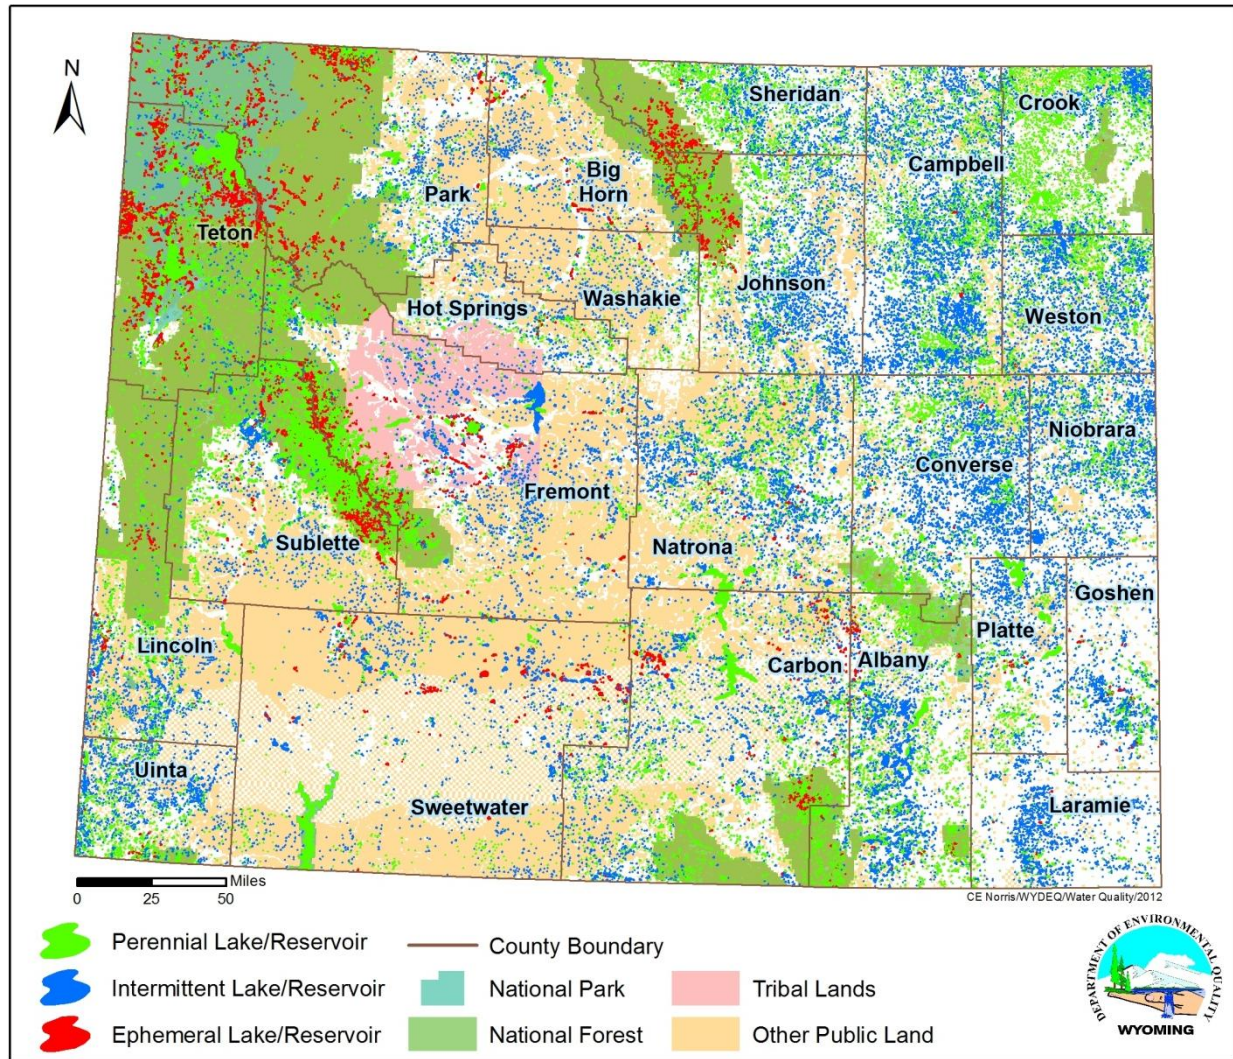 N
Sheridan
Crook
Campbell
Big
Horn
Park
Teton
Johnson
Washakie
Hot Springs
Weston
Niobrara
Converse
Fremont
Sublette
Natrona
Goshen
Platte
Lincoln
Carbon
Albany
Uinta
Sweetwater
Laramie
Miles
0 25 50
CE Norris/WYDEQ/Water Quality/2012
Perennial Lake/Reservoir
County Boundary
Intermittent Lake/Reservoir
National Park
Tribal Lands
Ephemeral Lake/Reservoir
National Forest
Other Public Land
DEPARTMENT OF ENVIRONMENTAL QUALITY
WYOMING